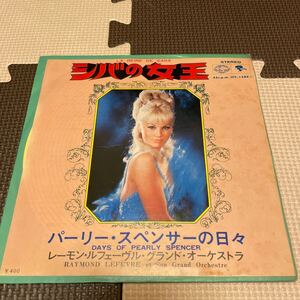 LA REINE DE SABA
シバの女王
STEREO
パーリー・スペンサーの日々
DAYS OF PEARLY SPENCER
レーモン・ルフェーヴル・グランド・オーケストラ
RAYMOND LEFEVRE et Son Grand Orchestre
¥400